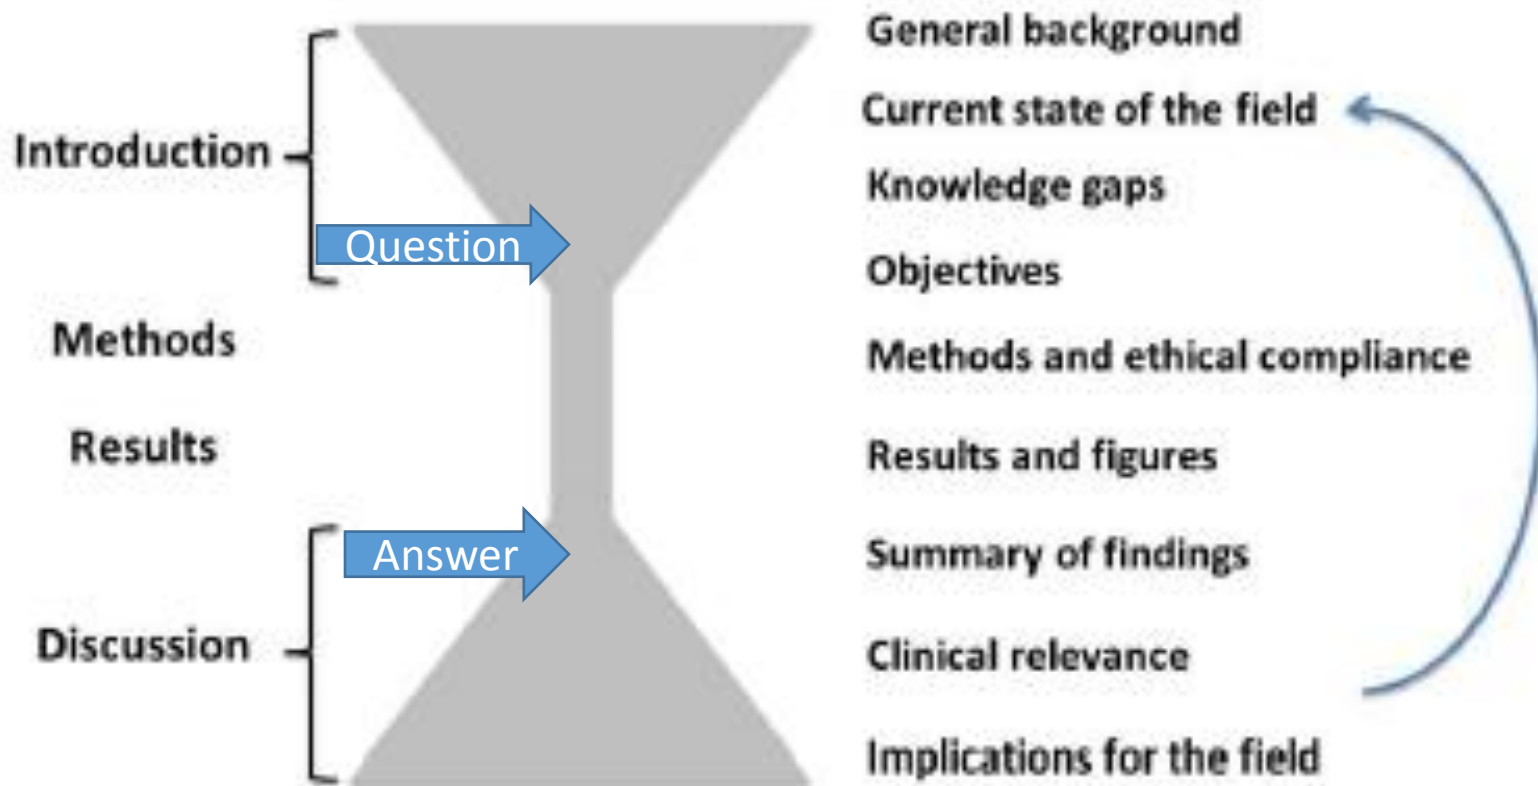 General background
Current state of the field
Introduction
Knowledge gaps
Question
Objectives
Methods
Methods and ethical compliance
Results
Results and figures
Answer
Summary of findings
Discussion
Clinical relevance
Implications for the field